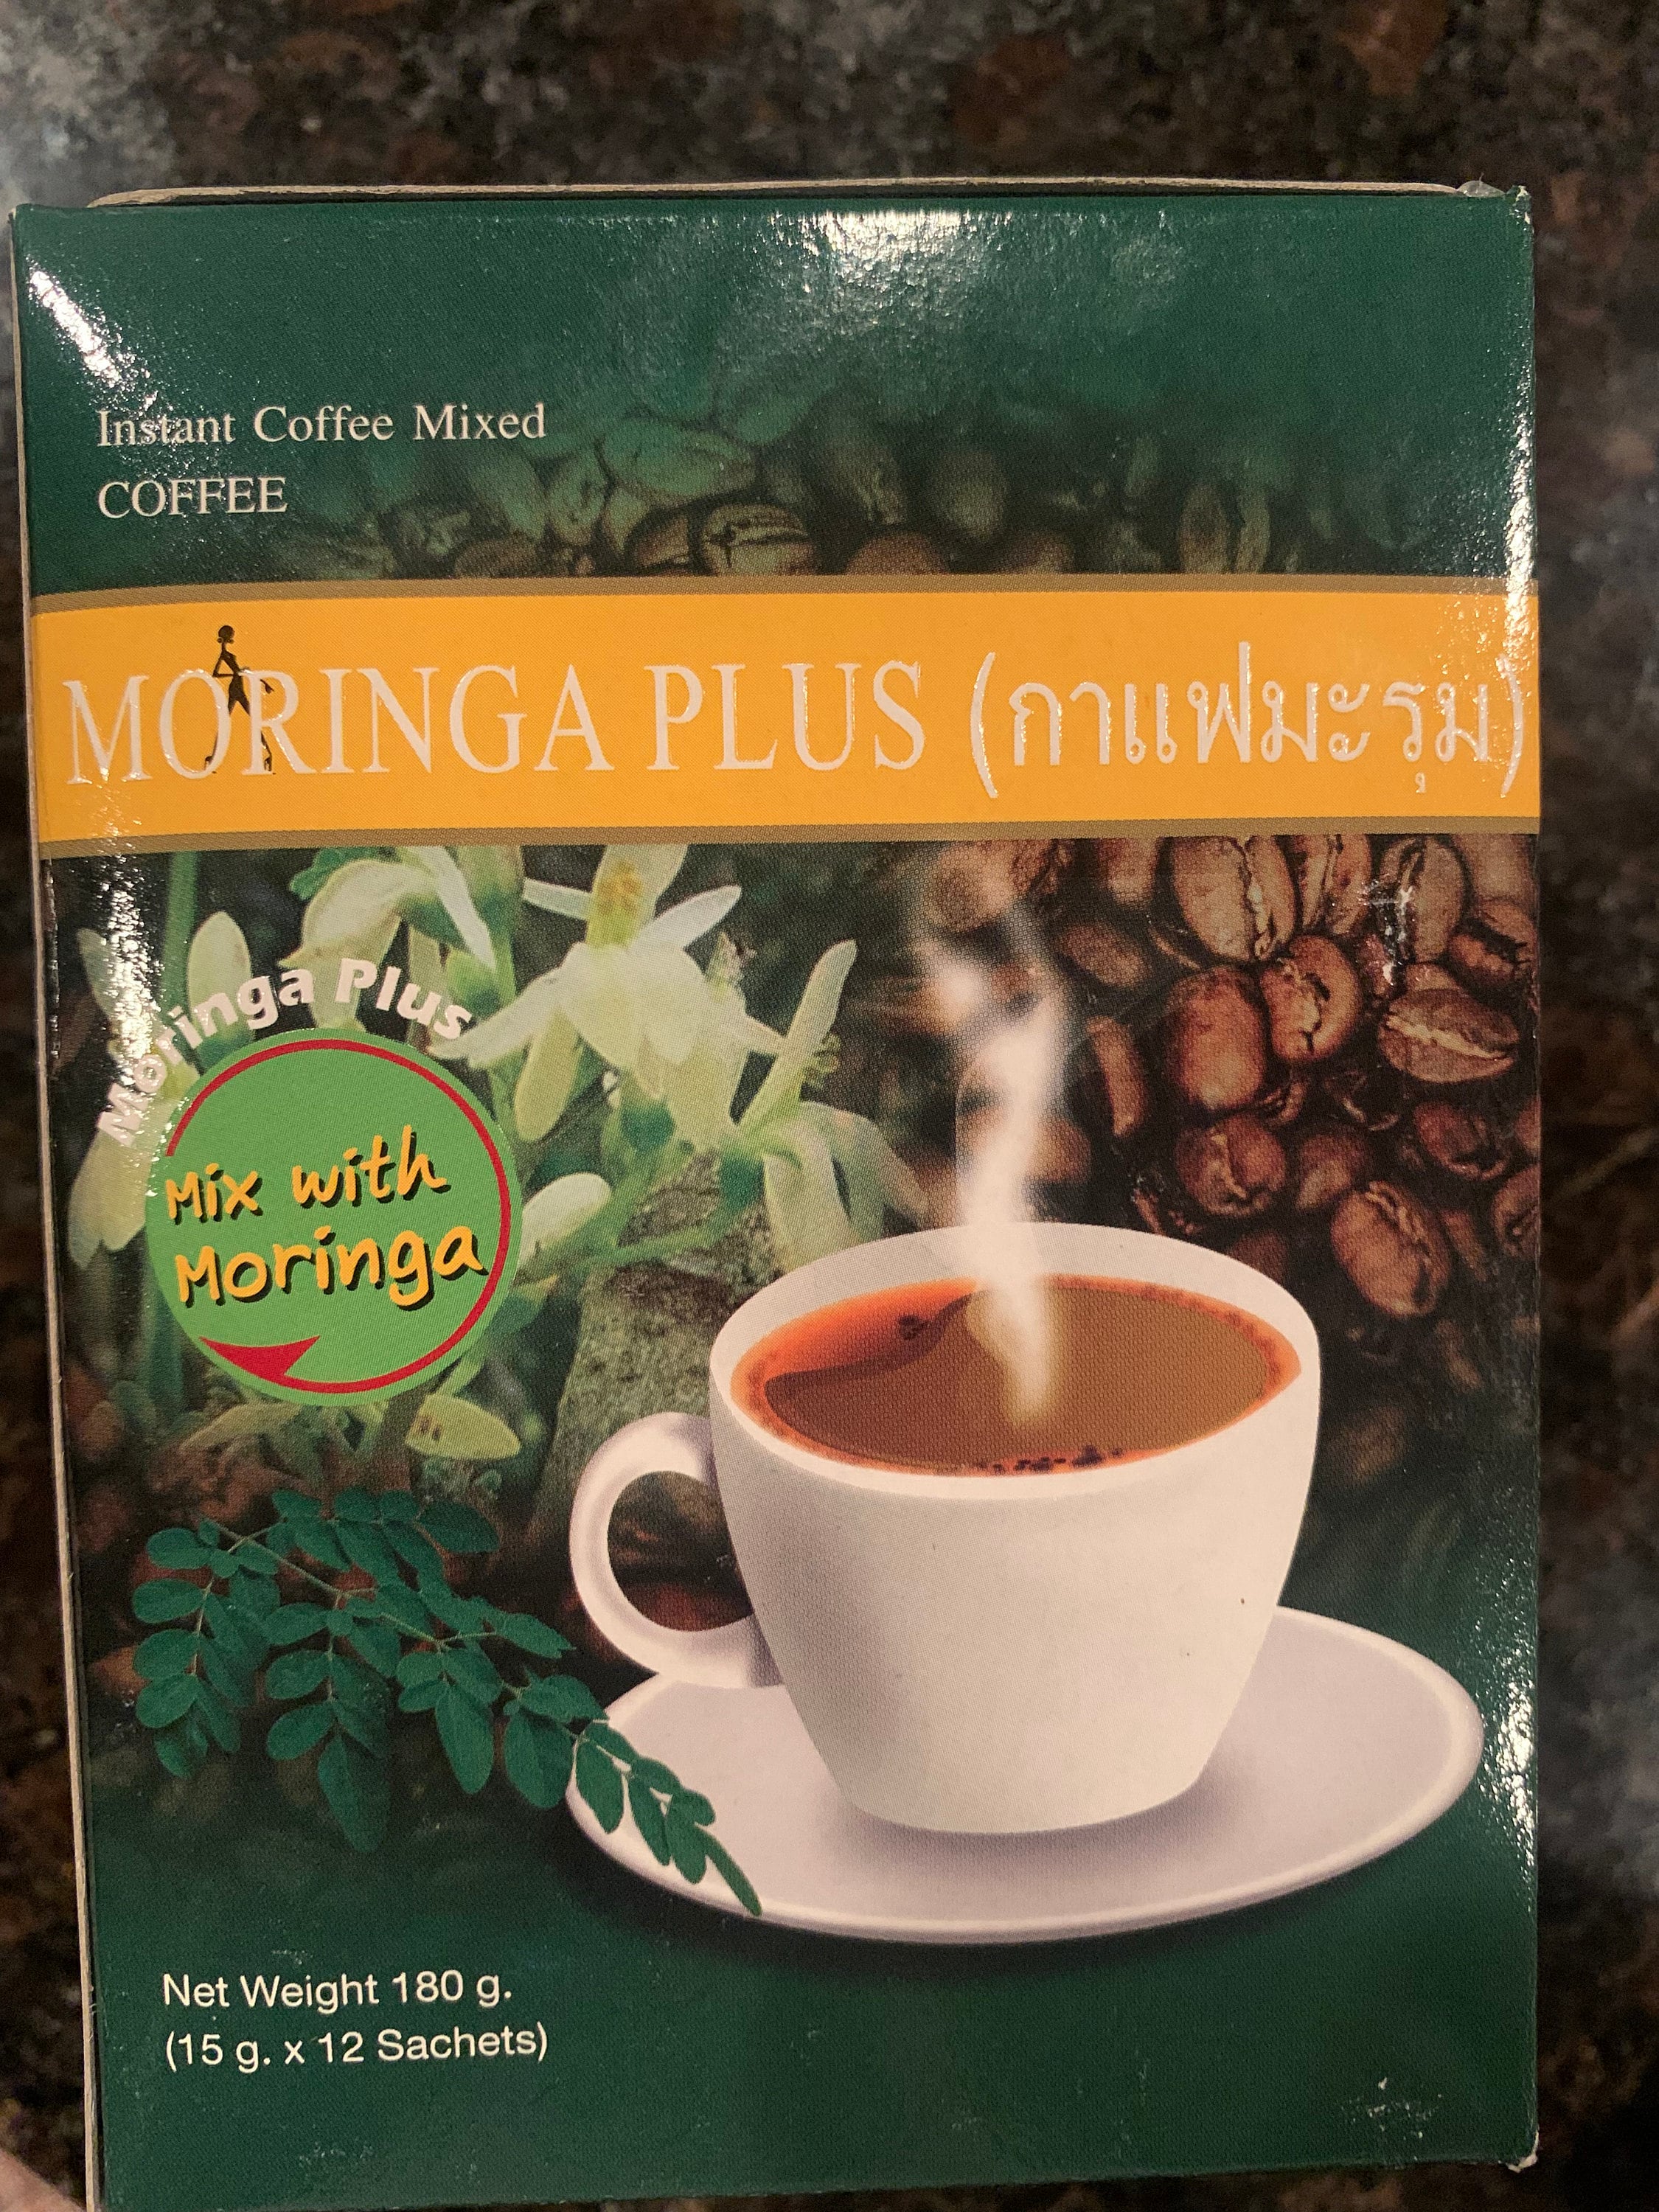 Instant Coffee Mixed
COFFEE
MORINGA PLUS (กาแฟมะรุม)
Moringa Plus
Mix with
Moringa
Net Weight 180 g.
(15 g. x 12 Sachets)